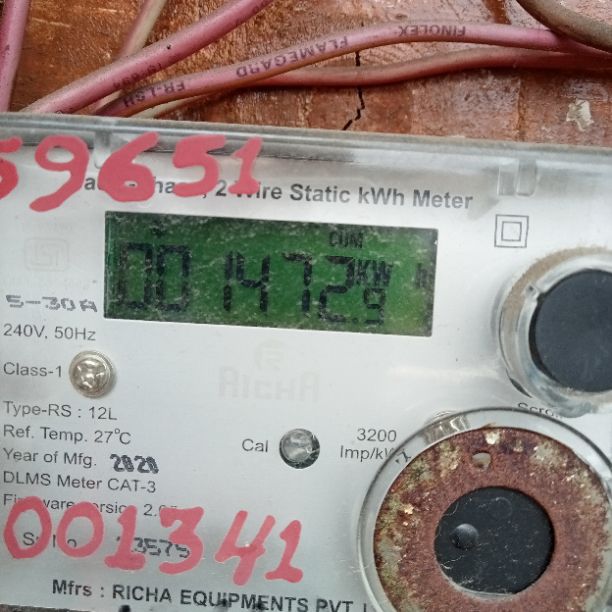 FINOLEX
FLAMEGARD
FR-LSH
59651
2 Wire Static kWh Meter
CUM
001472.9 KW h
5-30A
240V, 50Hz
RICHA
Class-1
Type-RS : 12L
Ref. Temp. 27°C
Cal
3200
Imp/k
Year of Mfg. 2020
DLMS Meter CAT-3
001341
Mfrs : RICHA EQUIPMENTS PVT